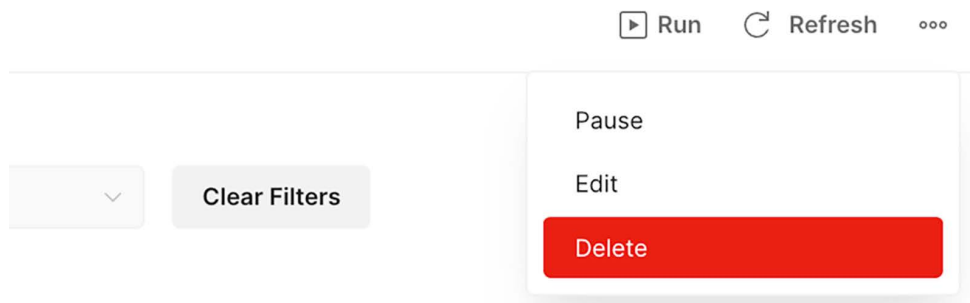 Run Refresh
Pause
Edit
Clear Filters
Delete